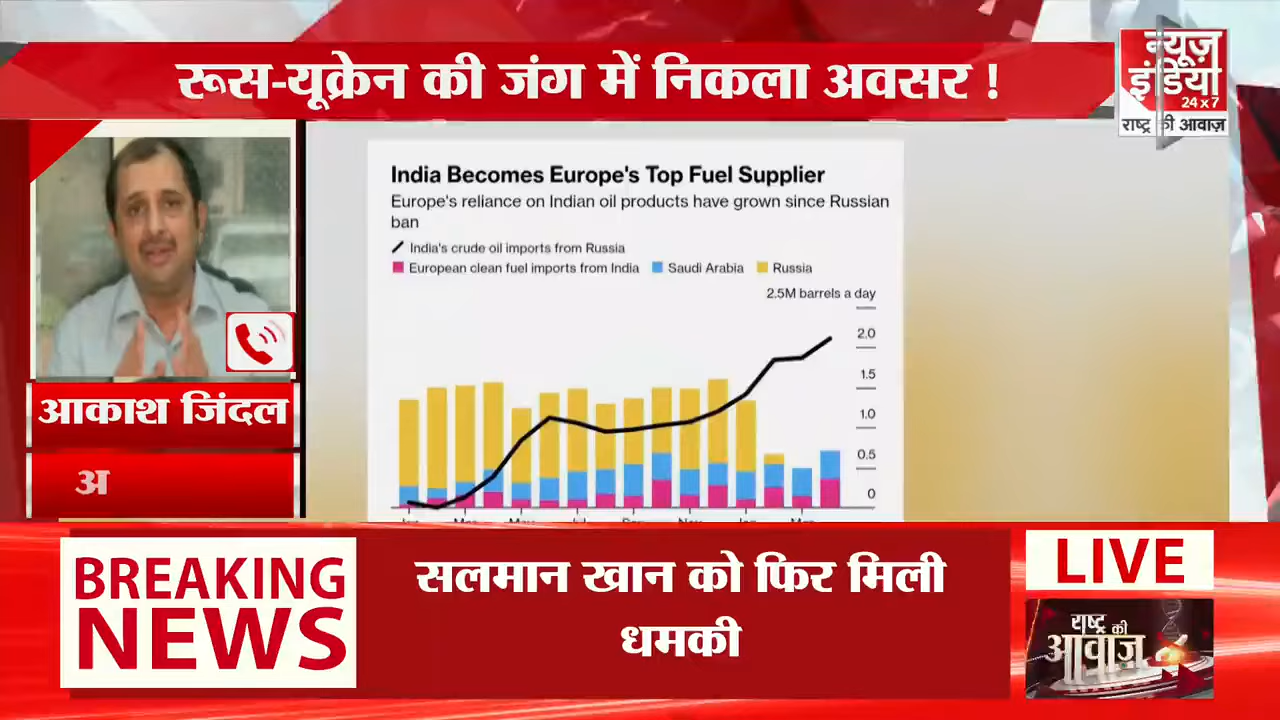 रूस-यूक्रेन की जंग में निकला अवसर !
न्यूज़
इंडिया
24 x 7
राष्ट्र की आवाज़
India Becomes Europe's Top Fuel Supplier
Europe's reliance on Indian oil products have grown since Russian
ban
India's crude oil imports from Russia
European clean fuel imports from India Saudi Arabia Russia
2.5M barrels a day
2.0
1.5
1.0
0.5
0
आकाश जिंदल
अ
BREAKING
NEWS
सलमान खान को फिर मिली
धमकी
LIVE
राष्ट्र की
आवाज़